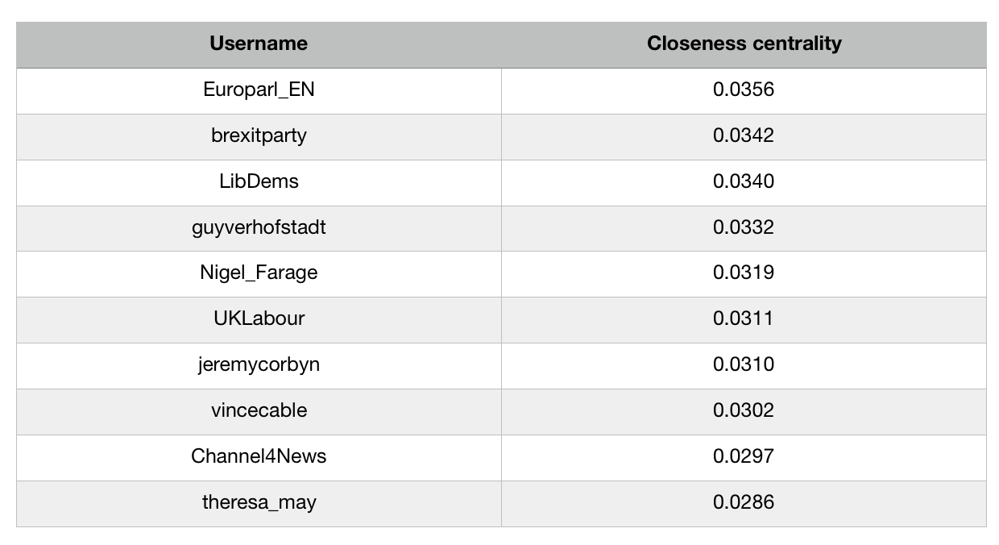 Username Closeness centrality
Europarl_EN 0.0356
brexitparty 0.0342
LibDems 0.0340
guyverhofstadt 0.0332
Nigel_Farage 0.0319
UKLabour 0.0311
jeremycorbyn 0.0310
vincecable 0.0302
Channel4News 0.0297
theresa_may 0.0286